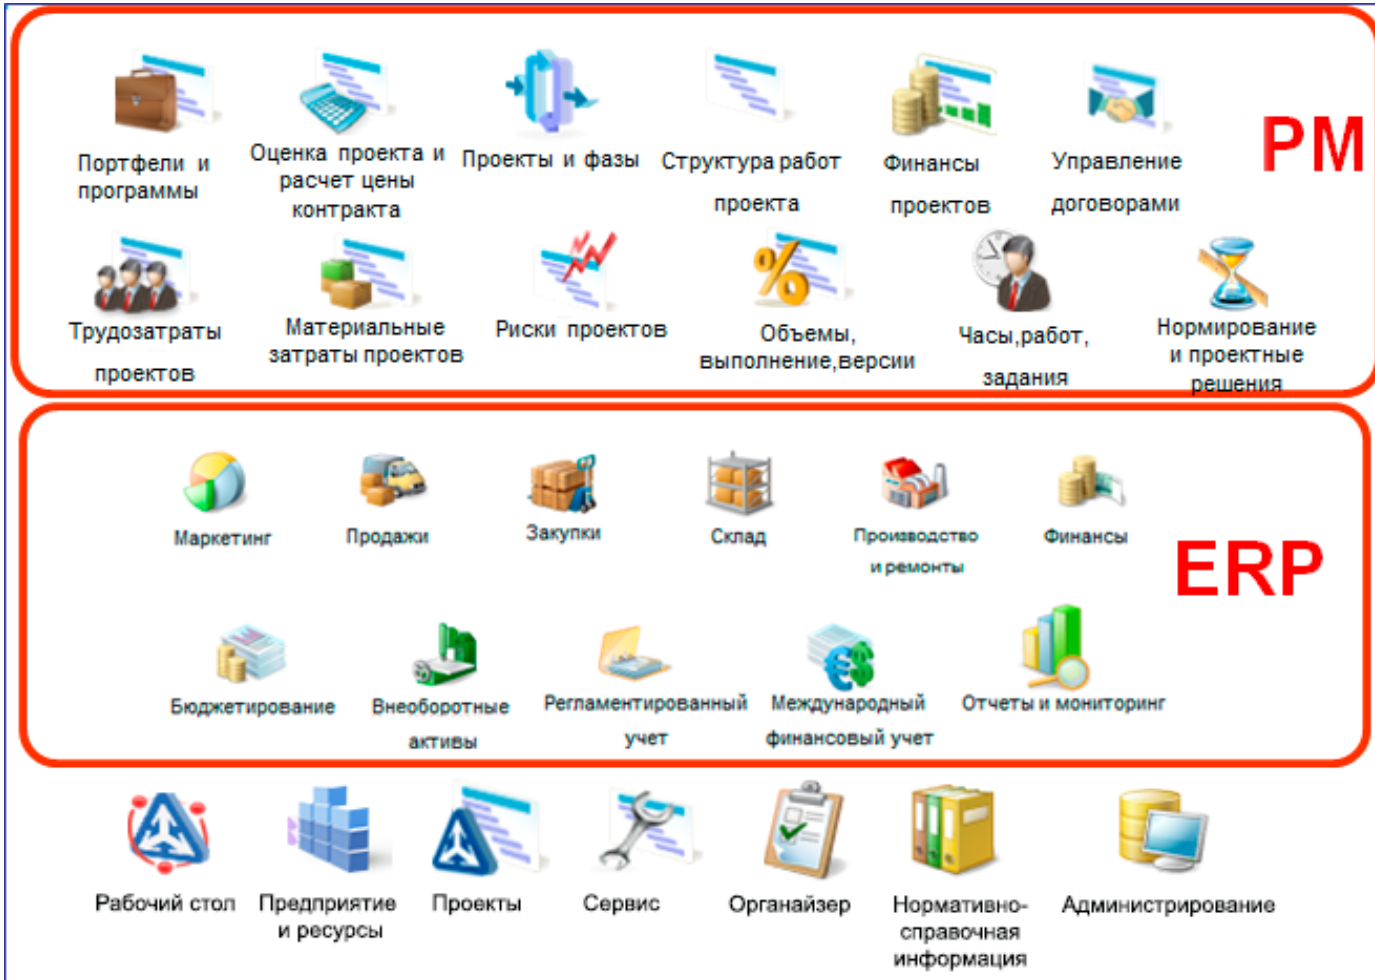 Портфели и
программы
Оценка проекта и
расчет цены
контракта
Проекты и фазы
Структура работ
проекта
Финансы
проектов
Управление
договорами
PM
Трудозатраты
проектов
Материальные
затраты проектов
Риски проектов
Объемы,
выполнение,версии
Часы,работ,
задания
Нормирование
и проектные
решения
Маркетинг
Продажи
Закупки
Склад
Производство
и ремонты
Финансы
ERP
Бюджетирование
Внеоборотные
активы
Регламентированный
учет
Международный
финансовый учет
Отчеты и мониторинг
Рабочий стол
Предприятие
и ресурсы
Проекты
Сервис
Органайзер
Нормативно-
справочная
информация
Администрирование